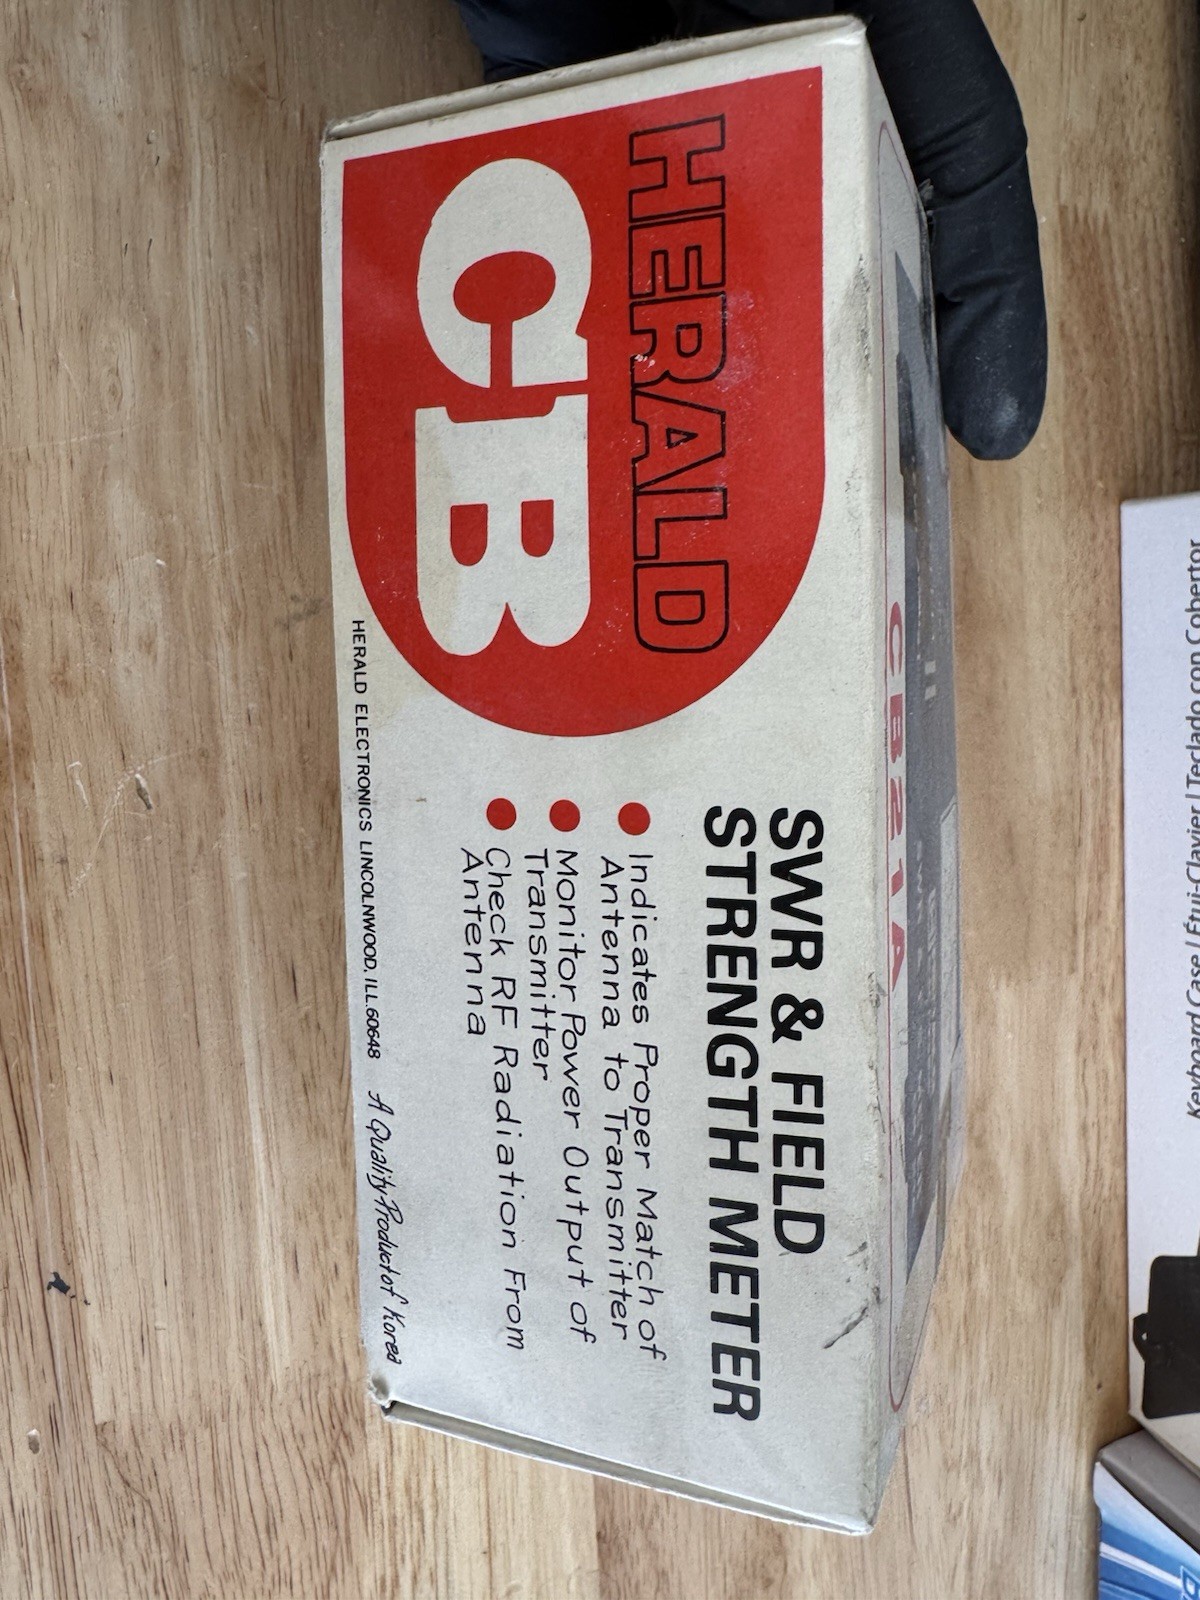 HERALD
CB
SWR & FIELD
STRENGTH METER
Indicates Proper Match of
Antenna to Transmitter
Monitor Power Output of
Transmitter
Check RF Radiation From
Antenna
HERALD ELECTRONICS LINCOLNWOOD, ILL. 60648 A Quality Product of Korea
CB21A
Keyboard Case | Étui-Clavier | Teclado con Cobertor